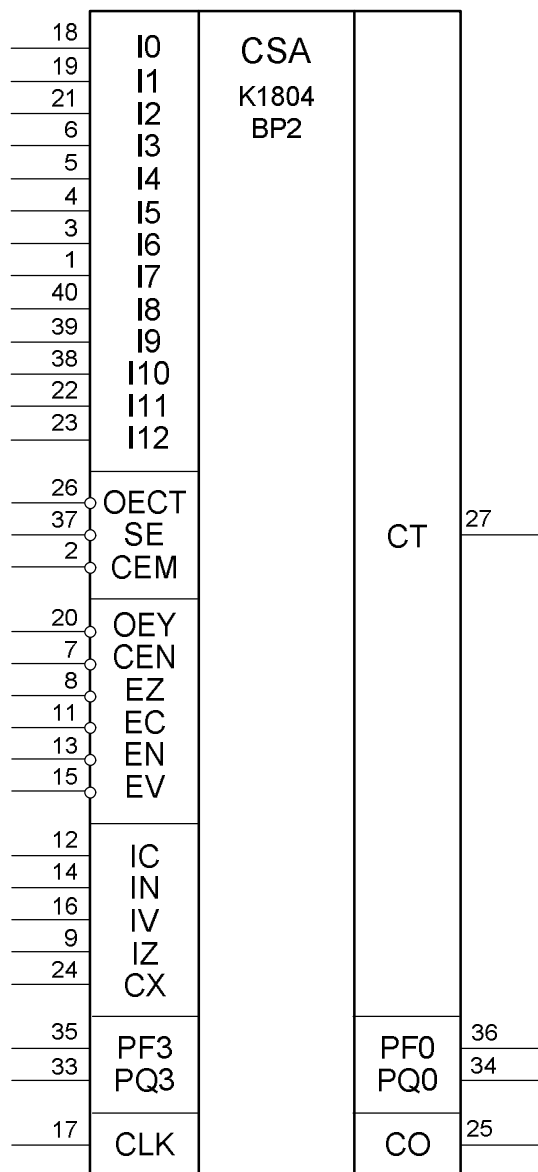 18 I0 CSA
19 I1 K1804
21 I2 BP2
6 I3
5 I4
4 I5
3 I6
1 I7
40 I8
39 I9
38 I10
22 I11
23 I12
26 OECT
37 SE CT 27
2 CEM
20 OEY
7 CEN
8 EZ
11 EC
13 EN
15 EV
12 IC
14 IN
16 IV
9 IZ
24 CX
35 PF3 PF0 36
33 PQ3 PQ0 34
17 CLK CO 25